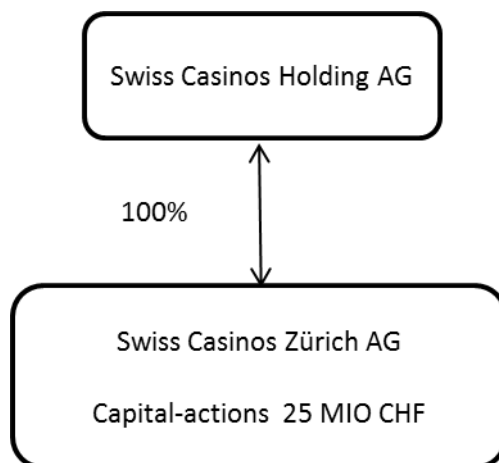 Swiss Casinos Holding AG
100%
Swiss Casinos Zürich AG
Capital-actions 25 MIO CHF